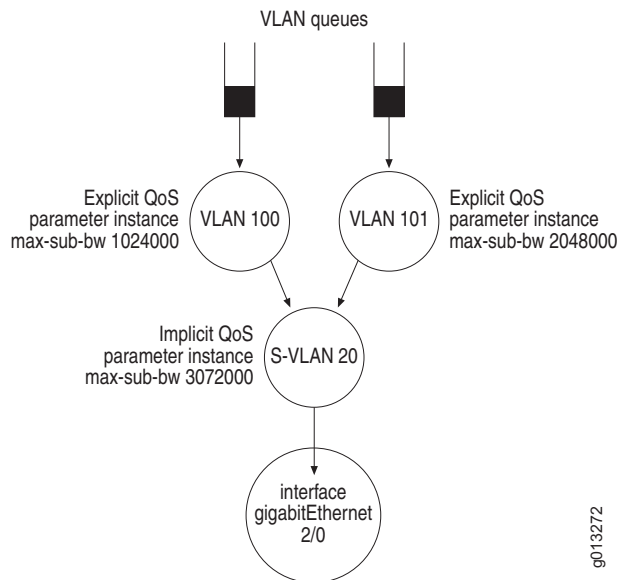 VLAN queues
Explicit QoS
parameter instance
max-sub-bw 1024000
VLAN 100
VLAN 101
Explicit QoS
parameter instance
max-sub-bw 2048000
Implicit QoS
parameter instance
max-sub-bw 3072000
S-VLAN 20
interface
gigabitEthernet
2/0
g013272